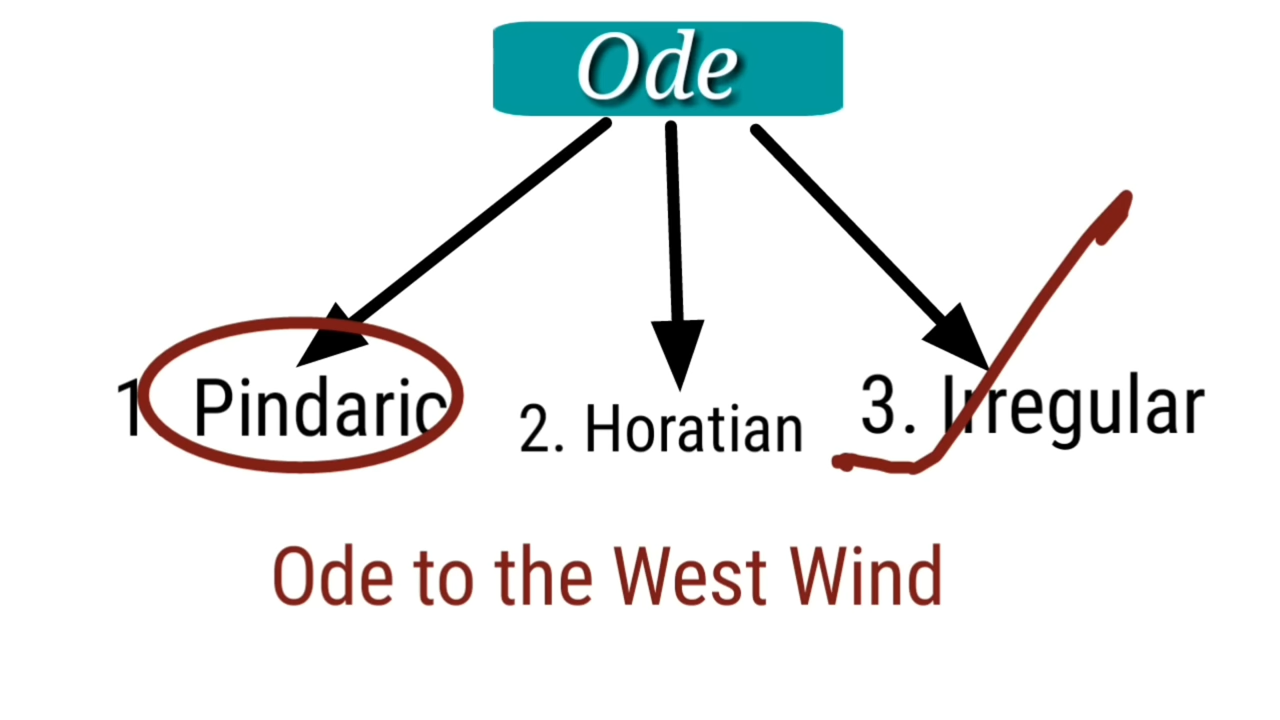 Ode
1. Pindaric
2. Horatian
3. Irregular
Ode to the West Wind